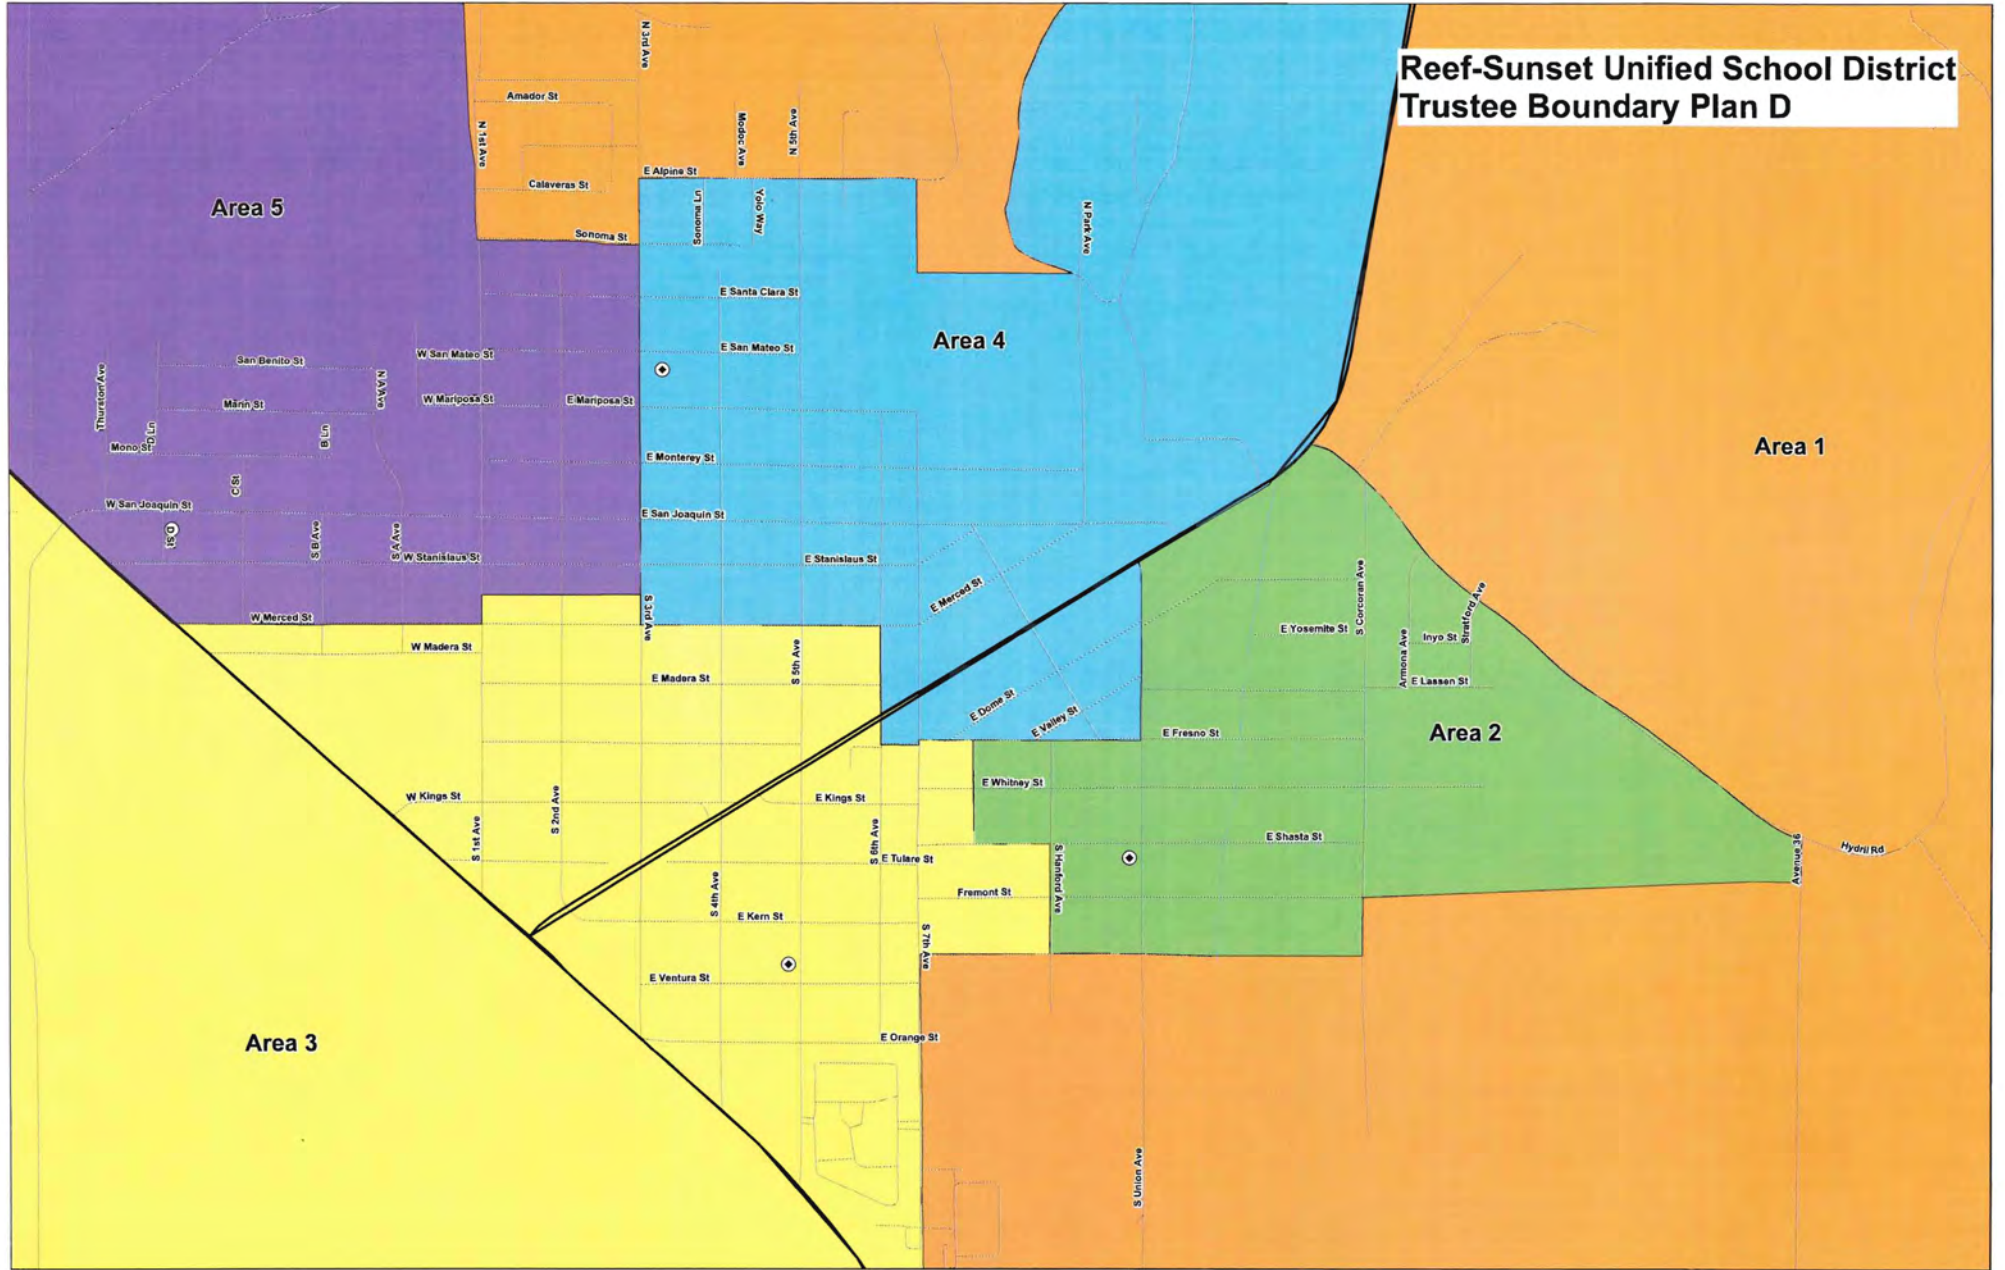 Reef-Sunset Unified School District
Trustee Boundary Plan D
N 3rd Ave
Amador St
N 1st Ave
Modoc Ave
N 5th Ave
E Alpine St
Calaveras St
Sonoma Ln
Yolo Way
Area 5
Sonoma St
N Park Ave
E Santa Clara St
Area 4
E San Mateo St
W San Mateo St
San Benito St
Thurston Ave
N A Ave
W Mariposa St
E Mariposa St
Marin St
D Ln
B Ln
Mono St
Area 1
E Monterey St
C St
W San Joaquin St
E San Joaquin St
D St
S B Ave
S A Ave
W Stanislaus St
E Stanislaus St
E Merced St
S Corcoran Ave
Stratford Ave
W Merced St
S 3rd Ave
E Yosemite St
Inyo St
Armona Ave
W Madera St
S 5th Ave
E Madera St
E Lassen St
E Dome St
E Valley St
E Fresno St
Area 2
E Whitney St
W Kings St
S 2nd Ave
E Kings St
S 1st Ave
S 6th Ave
E Shasta St
Avenue 36
Hydril Rd
E Tulare St
S Hanford Ave
S 4th Ave
Fremont St
E Kern St
S 7th Ave
E Ventura St
Area 3
E Orange St
S Union Ave